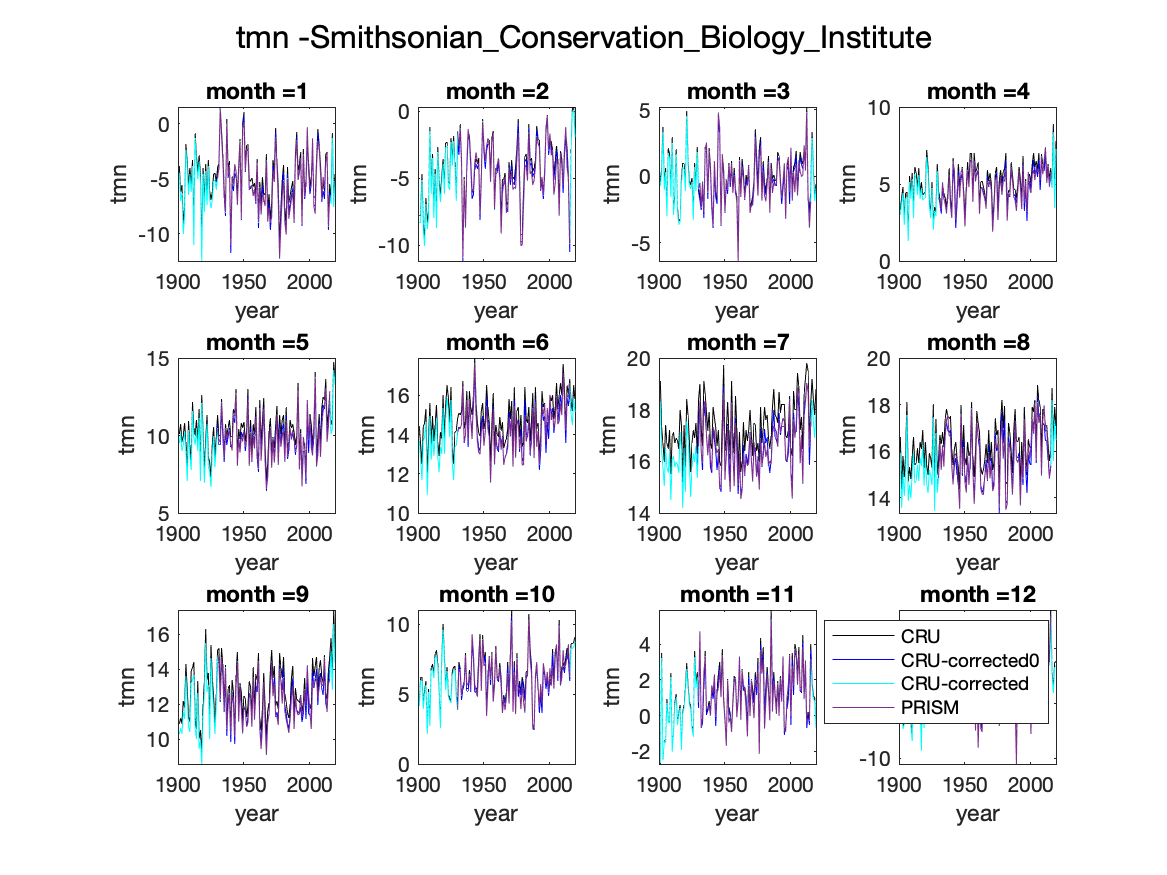 tmn -Smithsonian_Conservation_Biology_Institute
month =1
month =2
month =3
month =4
0
-5
-10
tmn
1900 1950 2000
year
0
-5
-10
tmn
1900 1950 2000
year
5
0
-5
tmn
1900 1950 2000
year
10
5
0
tmn
1900 1950 2000
year
month =5
month =6
month =7
month =8
15
10
5
tmn
1900 1950 2000
year
16
14
12
10
tmn
1900 1950 2000
year
20
18
16
14
tmn
1900 1950 2000
year
20
18
16
14
tmn
1900 1950 2000
year
month =9
month =10
month =11
month =12
16
14
12
10
tmn
1900 1950 2000
year
10
5
0
tmn
1900 1950 2000
year
4
2
0
-2
tmn
1900 1950 2000
year
CRU
CRU-corrected0
CRU-corrected
PRISM
-10
1900 1950 2000
year